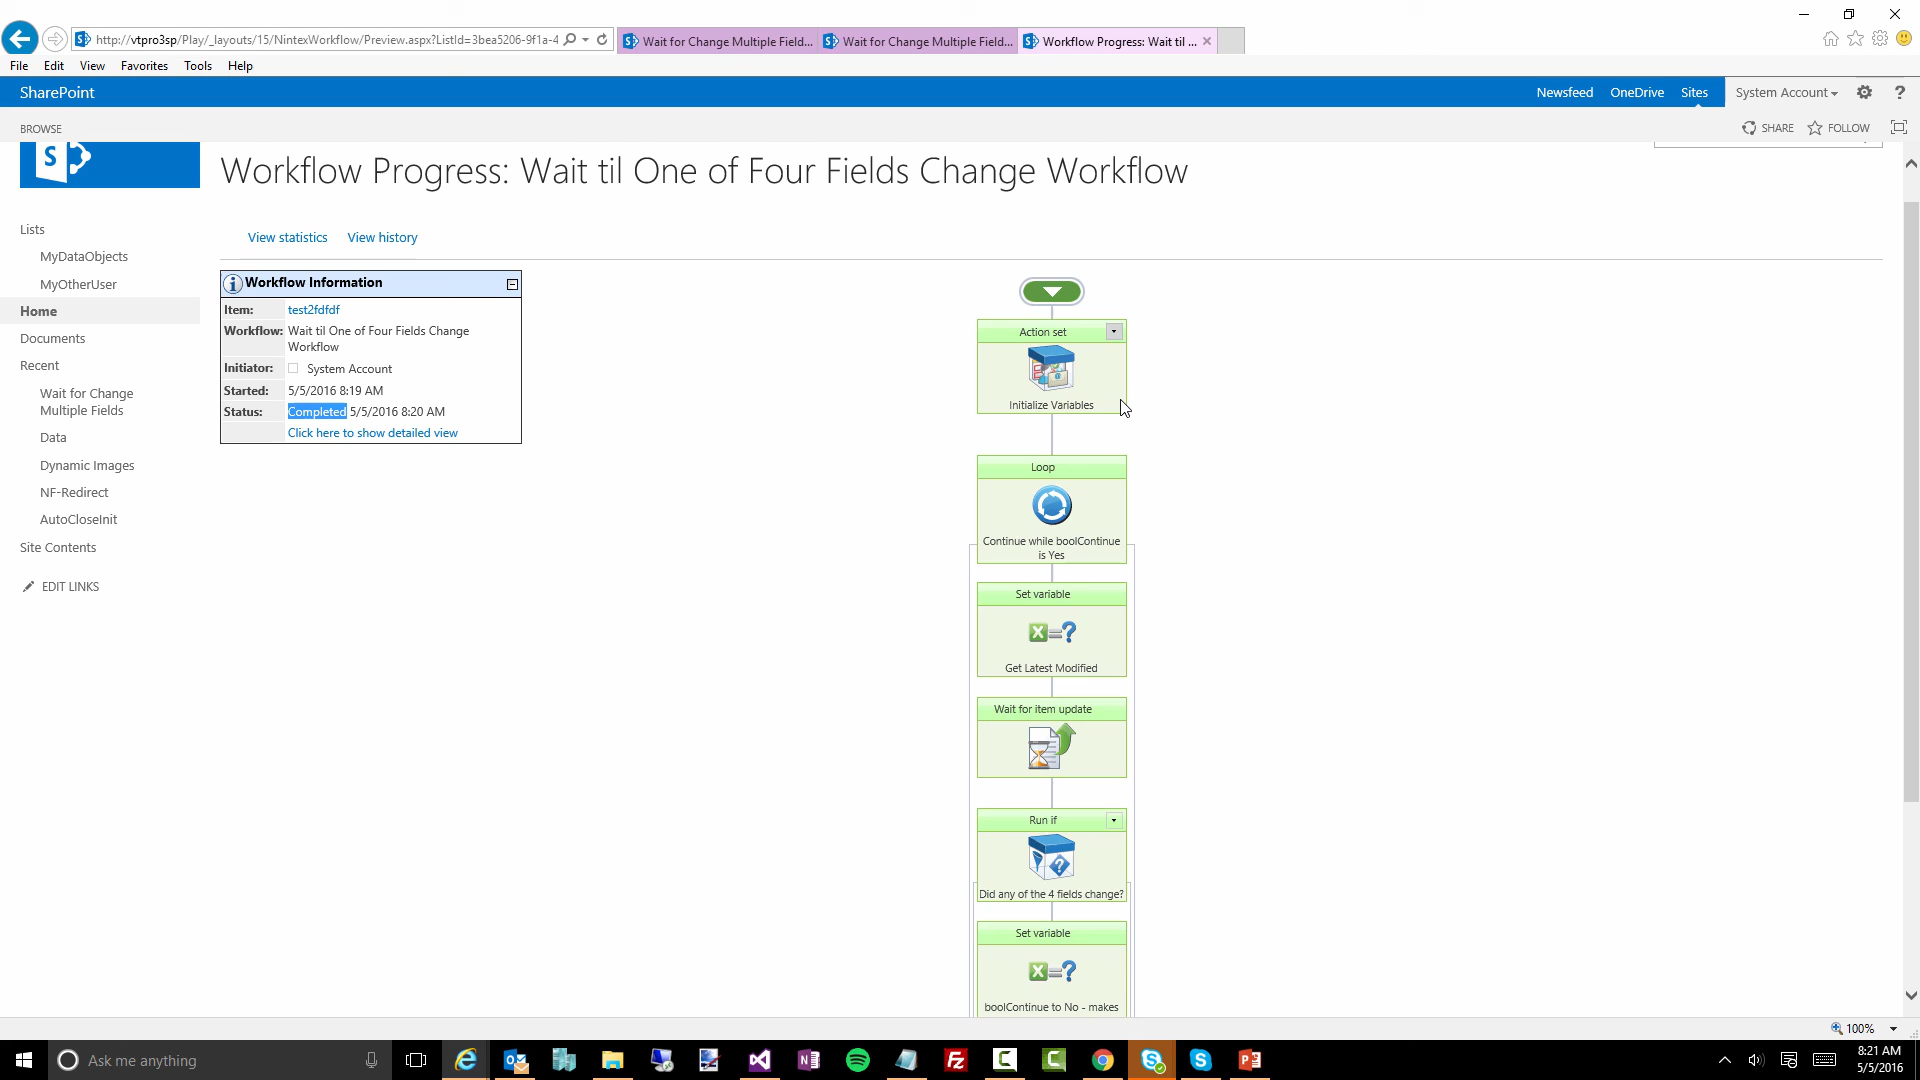 http://vtpro3sp/Play/_layouts/15/NintexWorkflow/Preview.aspx?ListId=3bea5206-9f1a-4
Wait for Change Multiple Field...
Wait for Change Multiple Field...
Workflow Progress: Wait til ...
File Edit View Favorites Tools Help
SharePoint
Newsfeed OneDrive Sites System Account ?
BROWSE
SHARE FOLLOW
Workflow Progress: Wait til One of Four Fields Change Workflow
View statistics View history
Lists
MyDataObjects
MyOtherUser
Home
Documents
Recent
Wait for Change
Multiple Fields
Data
Dynamic Images
NF-Redirect
AutoCloseInit
Site Contents
EDIT LINKS
Workflow Information
Item: test2fdfdf
Workflow: Wait til One of Four Fields Change
Workflow
Initiator: System Account
Started: 5/5/2016 8:19 AM
Status: Completed 5/5/2016 8:20 AM
Click here to show detailed view
Action set
Initialize Variables
Loop
Continue while boolContinue
is Yes
Set variable
X=?
Get Latest Modified
Wait for item update
Run if
?
Did any of the 4 fields change?
Set variable
X=?
boolContinue to No - makes
100%
Ask me anything
8:21 AM
5/5/2016